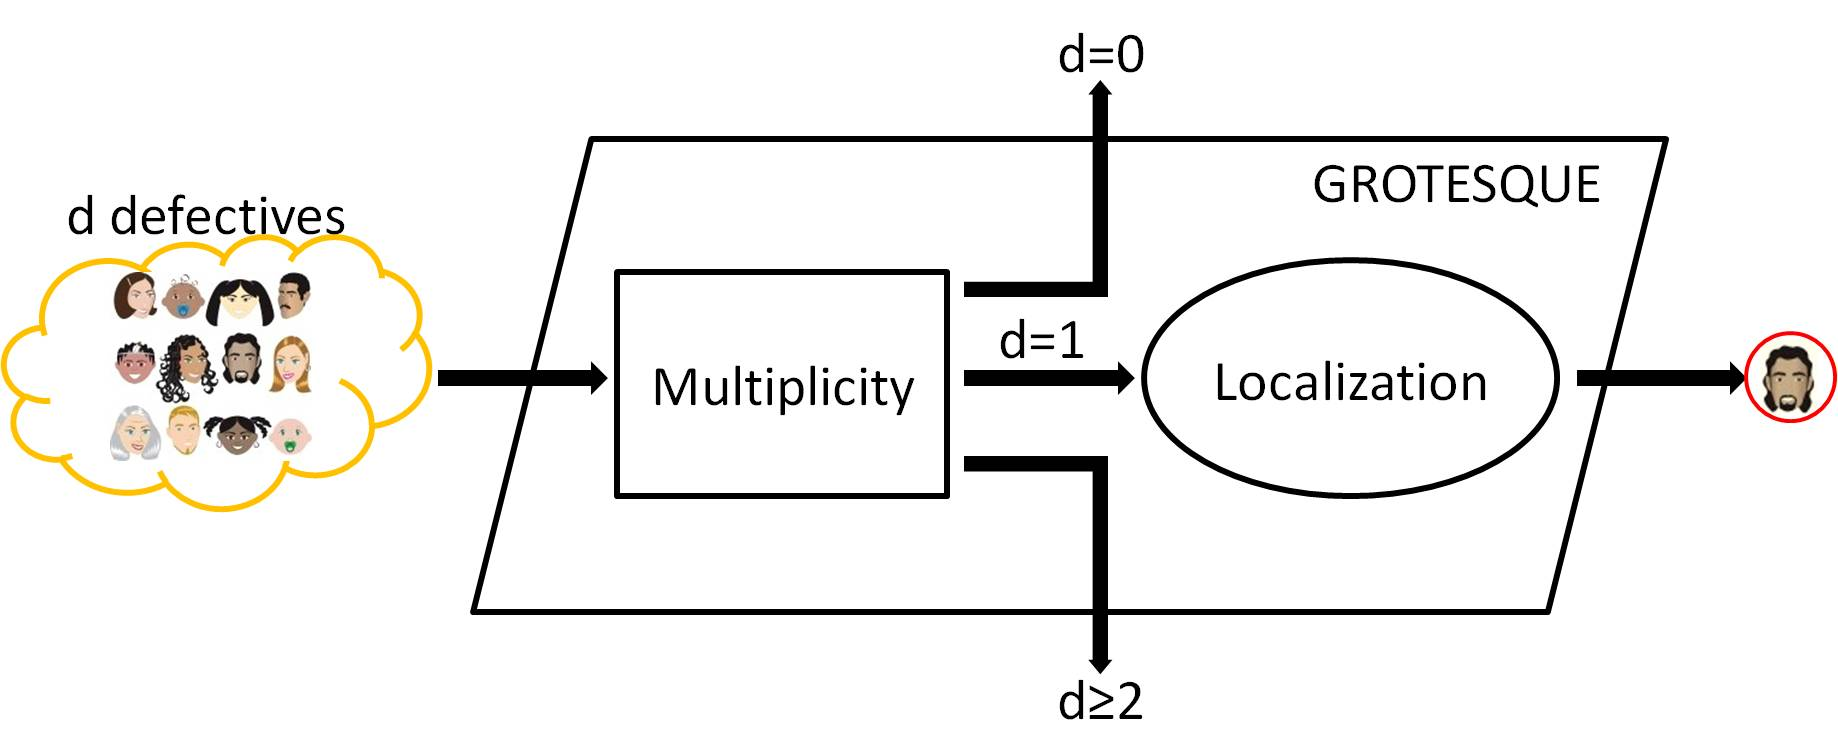 d=0
GROTESQUE
d defectives
d=1
Multiplicity
Localization
d≥2